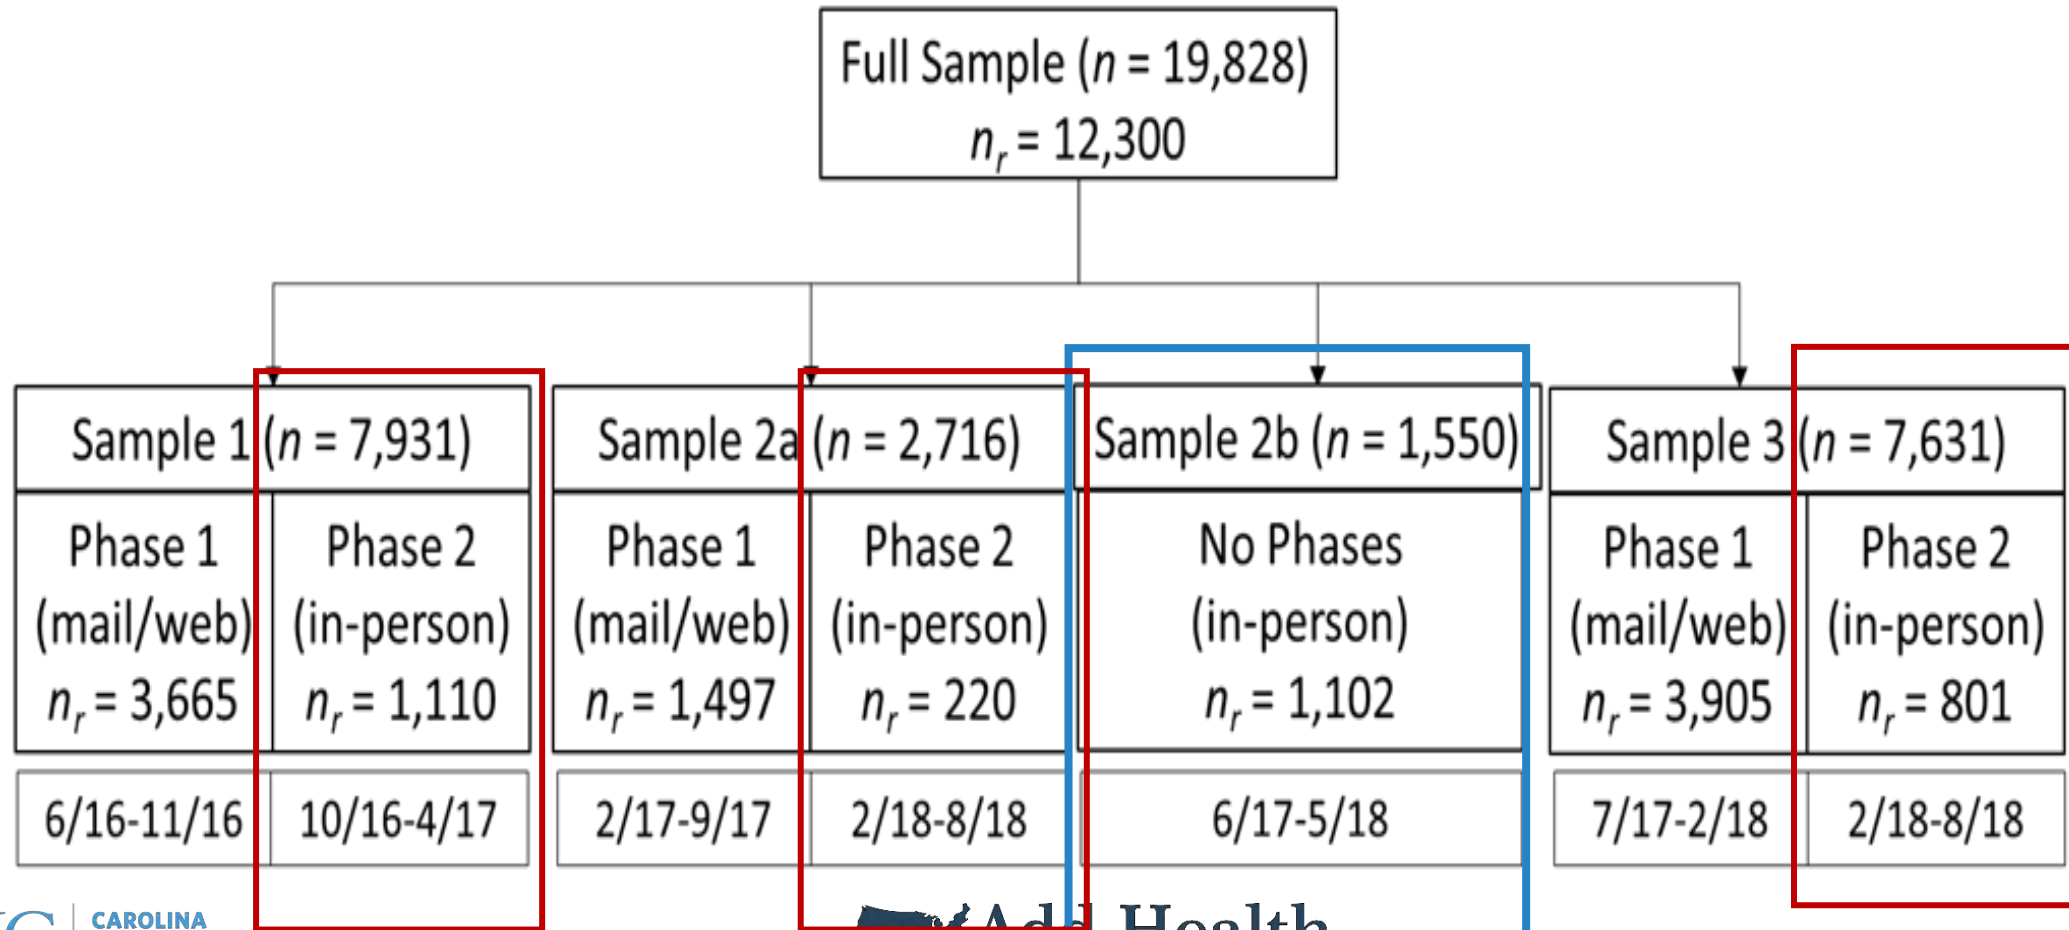 Full Sample (n = 19,828)
nr = 12,300
Sample 1 (n = 7,931)
Phase 1
(mail/web)
nr = 3,665
Phase 2
(in-person)
nr = 1,110
6/16-11/16
10/16-4/17
Sample 2a (n = 2,716)
Phase 1
(mail/web)
nr = 1,497
Phase 2
(in-person)
nr = 220
2/17-9/17
2/18-8/18
Sample 2b (n = 1,550)
No Phases
(in-person)
nr = 1,102
6/17-5/18
Sample 3 (n = 7,631)
Phase 1
(mail/web)
nr = 3,905
Phase 2
(in-person)
nr = 801
7/17-2/18
2/18-8/18
CAROLINA
Add Health